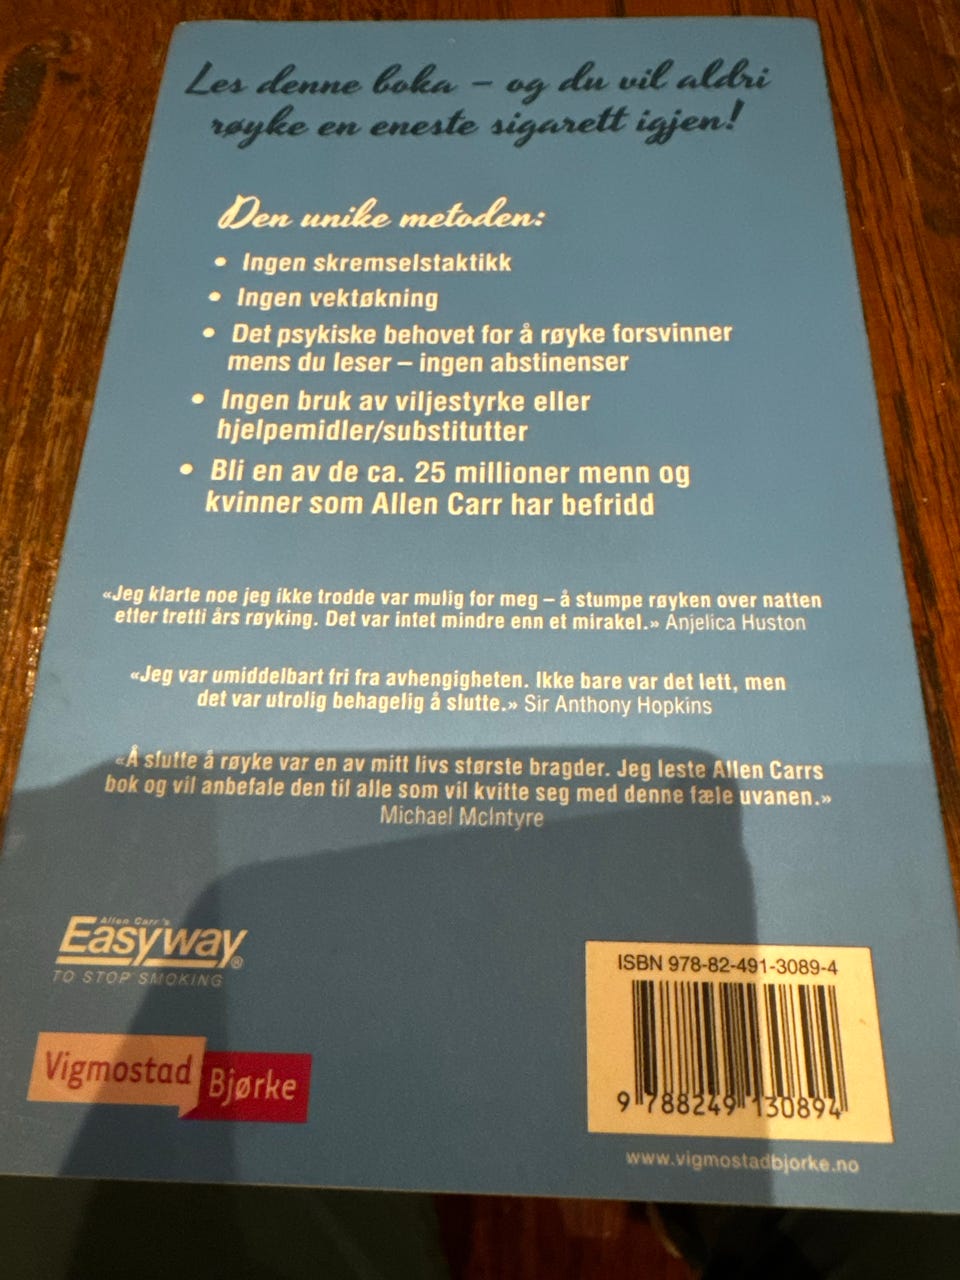 Les denne boka – og du vil aldri
røyke en eneste sigarett igjen!
Den unike metoden:
• Ingen skremselstaktikk
• Ingen vektøkning
• Det psykiske behovet for å røyke forsvinner
mens du leser – ingen abstinenser
• Ingen bruk av viljestyrke eller
hjelpemidler/substitutter
• Bli en av de ca. 25 millioner menn og
kvinner som Allen Carr har befridd
«Jeg klarte noe jeg ikke trodde var mulig for meg – å stumpe røyken over natten
etter tretti års røyking. Det var intet mindre enn et mirakel.» Anjelica Huston
«Jeg var umiddelbart fri fra avhengigheten. Ikke bare var det lett, men
det var utrolig behagelig å slutte.» Sir Anthony Hopkins
«Å slutte å røyke var en av mitt livs største bragder. Jeg leste Allen Carrs
bok og vil anbefale den til alle som vil kvitte seg med denne fæle uvanen.»
Michael McIntyre
Allen Carr's
Easyway®
TO STOP SMOKING
Vigmostad
Bjørke
ISBN 978-82-491-3089-4
9 788249 130894
www.vigmostadbjorke.no